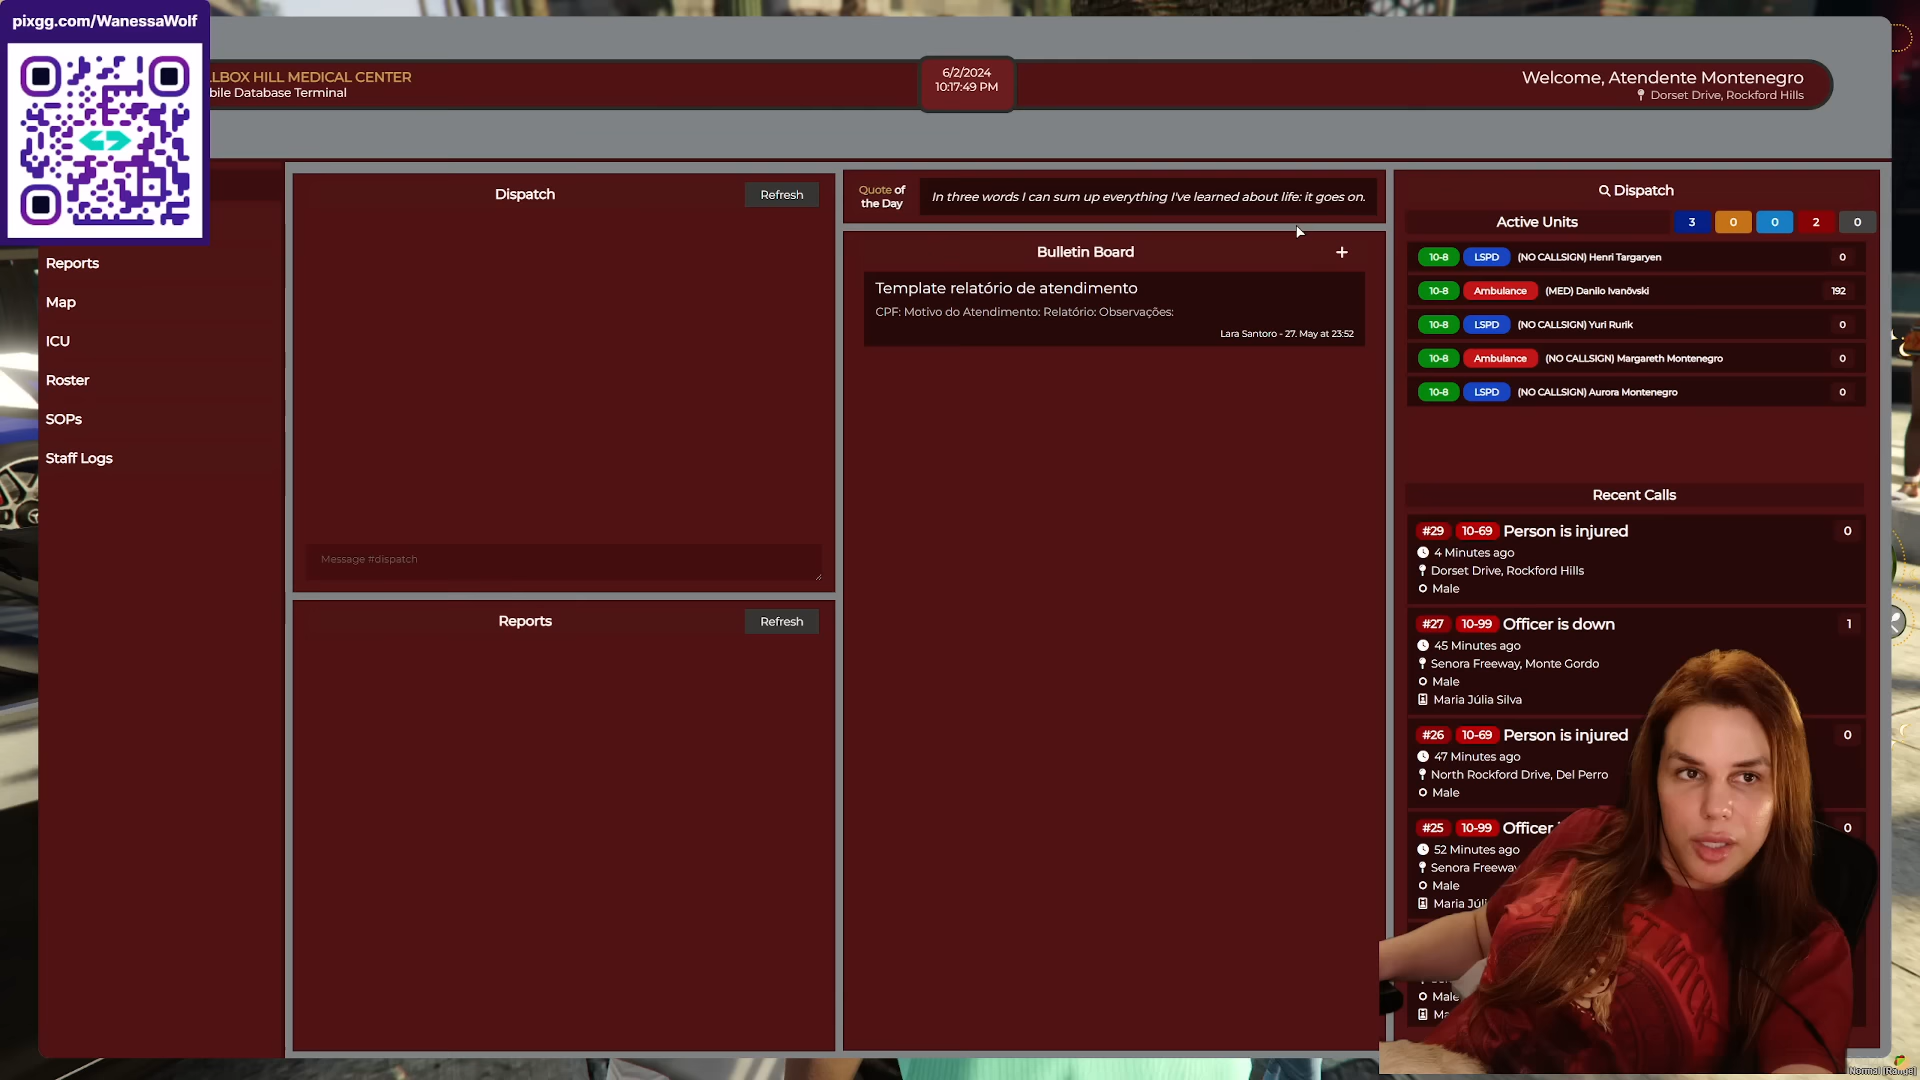 pixgg.com/WanessaWolf
LLBOX HILL MEDICAL CENTER
bile Database Terminal
6/2/2024
10:17:49 PM
Welcome, Atendente Montenegro
Dorset Drive, Rockford Hills
Reports
Map
ICU
Roster
SOPs
Staff Logs
Dispatch
Refresh
Message #dispatch
Reports
Refresh
Quote of
the Day
In three words I can sum up everything I've learned about life: it goes on.
Bulletin Board
+
Template relatório de atendimento
CPF: Motivo do Atendimento: Relatório: Observações:
Lara Santoro - 27. May at 23:52
Dispatch
Active Units 3 0 0 2 0
10-8 LSPD (NO CALLSIGN) Henri Targaryen 0
10-8 Ambulance (MED) Danilo Ivanõvski 192
10-8 LSPD (NO CALLSIGN) Yuri Rurik 0
10-8 Ambulance (NO CALLSIGN) Margareth Montenegro 0
10-8 LSPD (NO CALLSIGN) Aurora Montenegro 0
Recent Calls
#29 10-69 Person is injured 0
4 Minutes ago
Dorset Drive, Rockford Hills
Male
#27 10-99 Officer is down 1
45 Minutes ago
Senora Freeway, Monte Gordo
Male
Maria Júlia Silva
#26 10-69 Person is injured 0
47 Minutes ago
North Rockford Drive, Del Perro
Male
#25 10-99 Officer 0
52 Minutes ago
Senora Freeway
Male
Maria Júl
Male
Ma